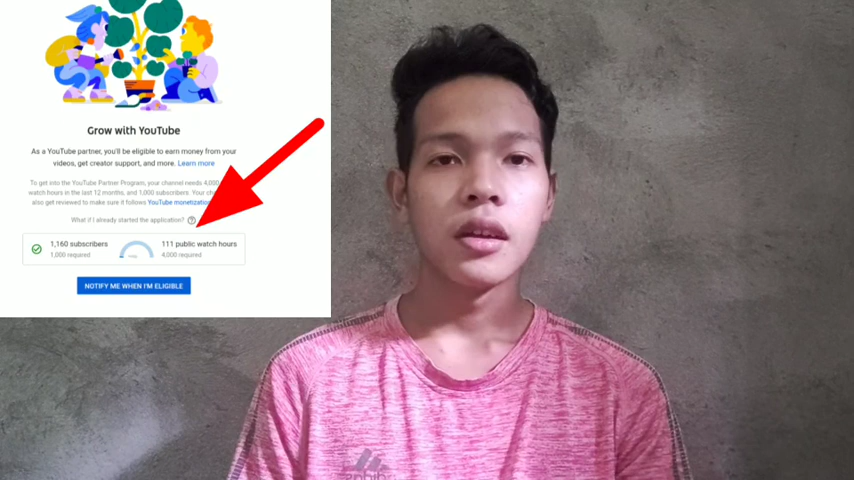 Grow with YouTube
As a YouTube partner, you'll be eligible to earn money from your
videos, get creator support, and more. Learn more
To get into the YouTube Partner Program, your channel needs 4,000
watch hours in the last 12 months, and 1,000 subscribers. Your
also get reviewed to make sure it follows YouTube
What if I already started the application? ?
1,160 subscribers
1,000 required
111 public watch hours
4,000 required
NOTIFY ME WHEN I'M ELIGIBLE
adidas